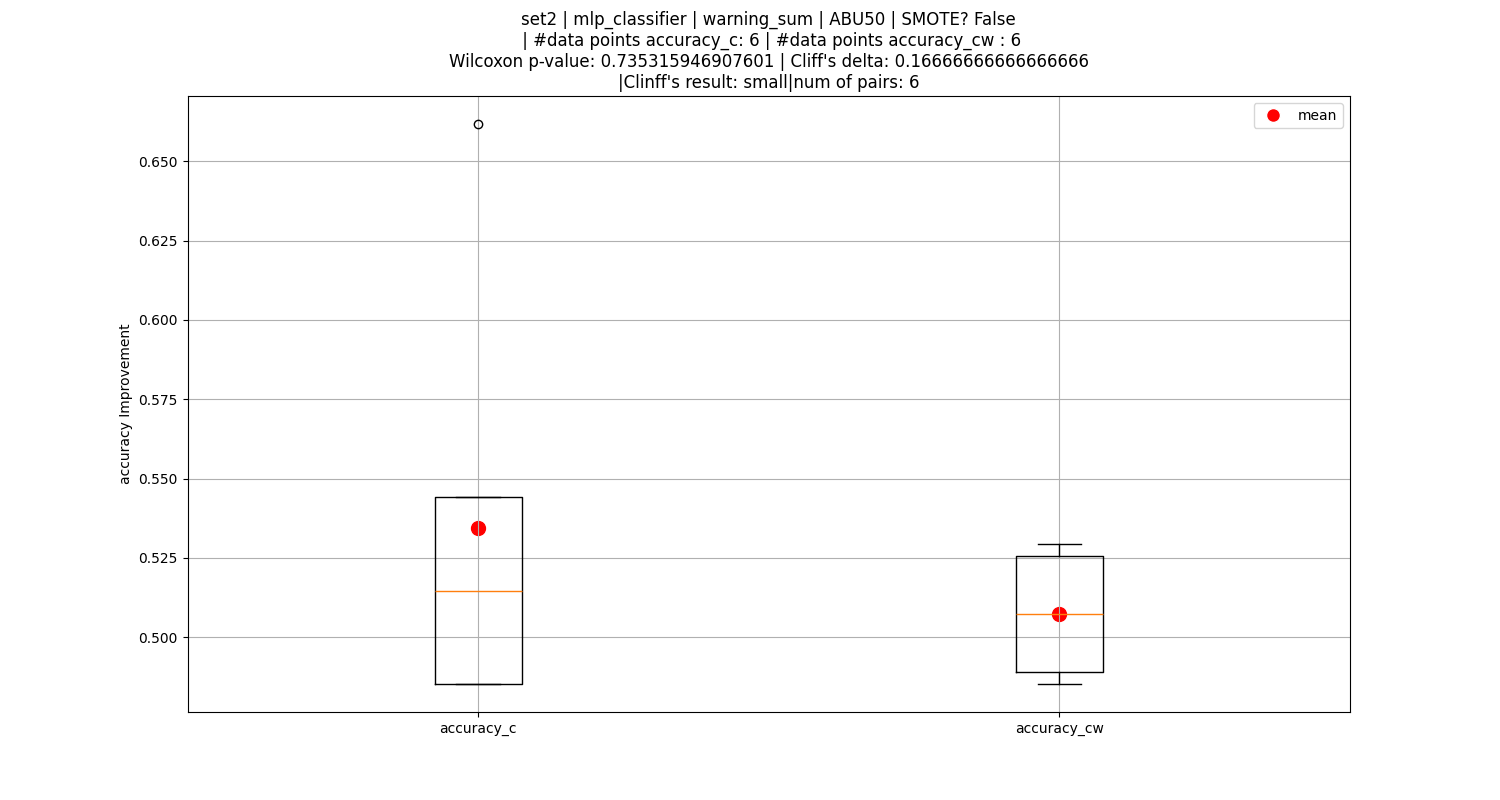 set2 | mlp_classifier | warning_sum | ABU50 | SMOTE? False
| #data points accuracy_c: 6 | #data points accuracy_cw : 6
Wilcoxon p-value: 0.735315946907601 | Cliff's delta: 0.16666666666666666
|Clinff's result: small|num of pairs: 6
mean
0.650
0.625
0.600
0.575
0.550
0.525
0.500
accuracy Improvement
accuracy_c
accuracy_cw